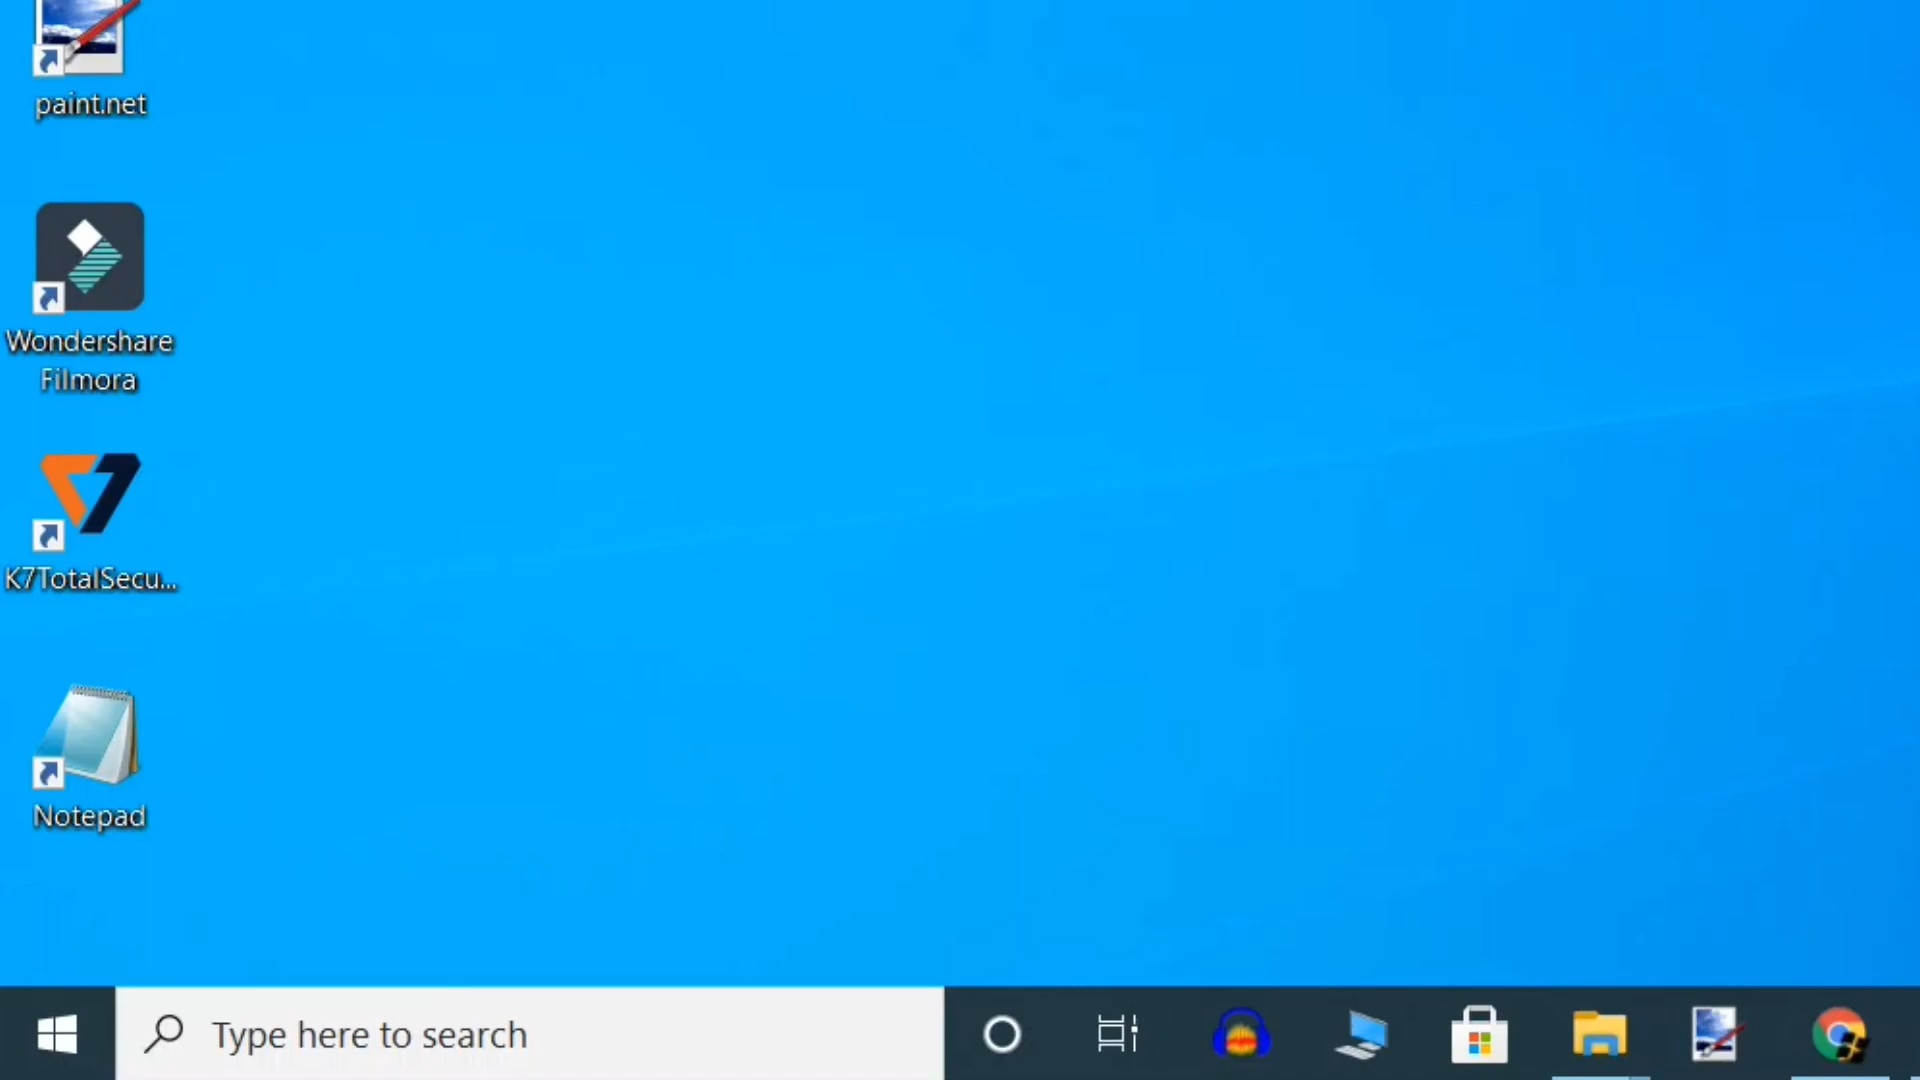 paint.net
Wondershare
Filmora
K7TotalSecu...
Notepad
Type here to search